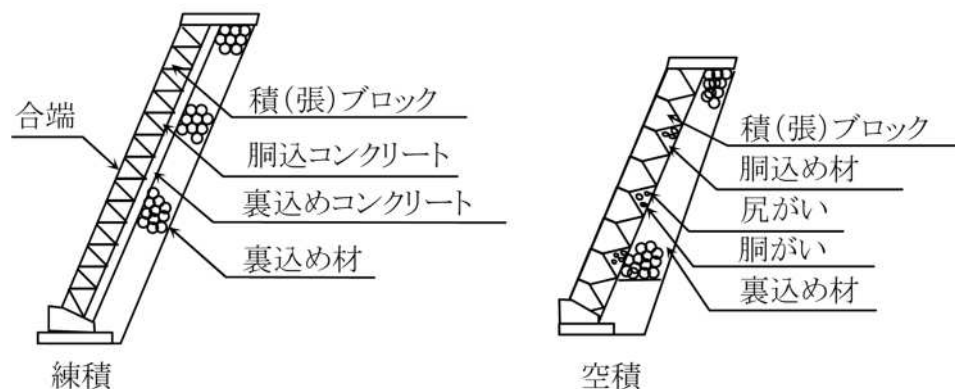 合端
積(張)ブロック
胴込コンクリート
裏込めコンクリート
裏込め材
練積
積(張)ブロック
胴込め材
尻がい
胴がい
裏込め材
空積